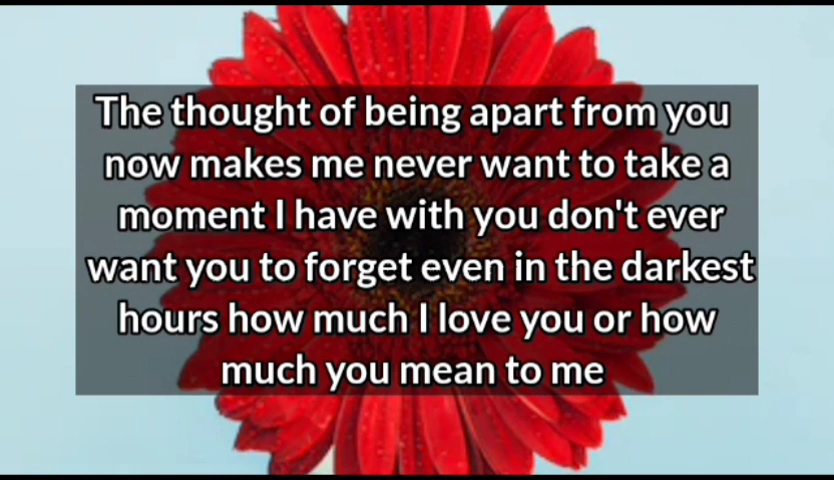 The thought of being apart from you
now makes me never want to take a
moment I have with you don't ever
want you to forget even in the darkest
hours how much I love you or how
much you mean to me